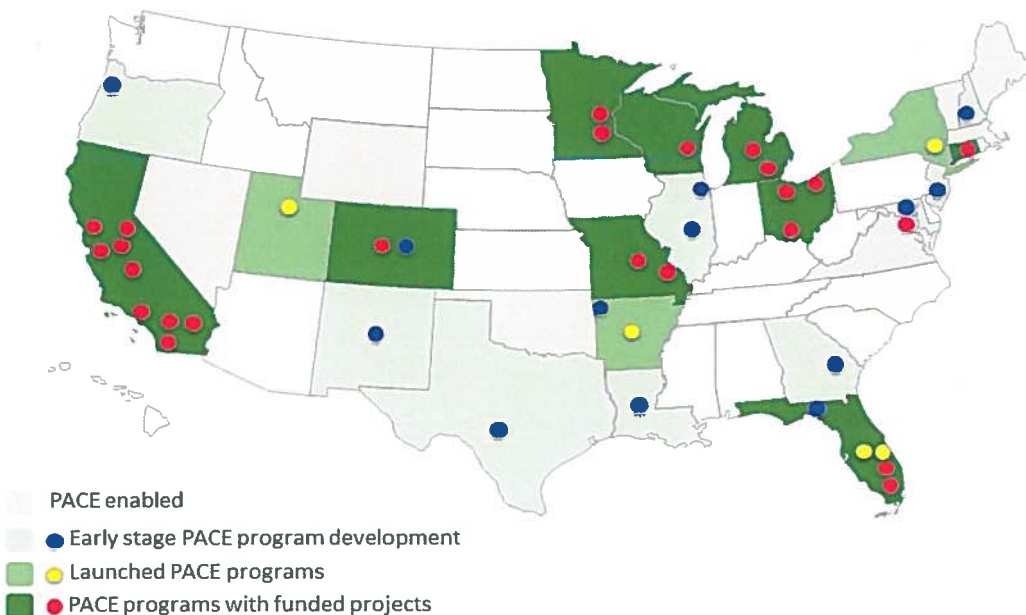 PACE enabled
Early stage PACE program development
Launched PACE programs
PACE programs with funded projects